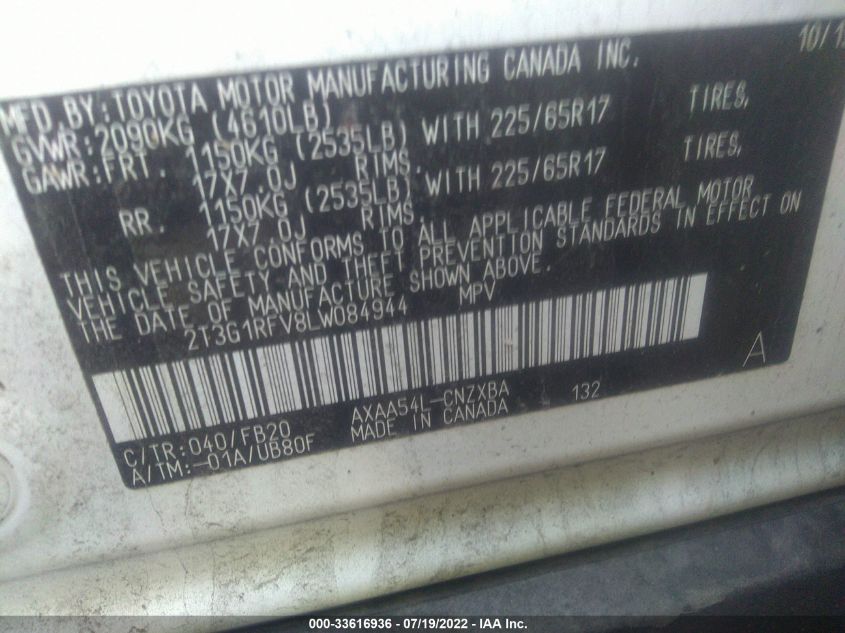 MFD.BY:TOYOTA MOTOR MANUFACTURING CANADA INC. 10/1
GVWR:2090KG (4610LB)
GAWR:FRT. 1150KG (2535LB) WITH 225/65R17 TIRES,
17X7.0J RIMS.
RR. 1150KG (2535LB) WITH 225/65R17 TIRES,
17X7.0J RIMS.
THIS VEHICLE CONFORMS TO ALL APPLICABLE FEDERAL MOTOR
VEHICLE SAFETY AND THEFT PREVENTION STANDARDS IN EFFECT ON
THE DATE OF MANUFACTURE SHOWN ABOVE.
2T3G1RFV8LW084944 MPV
A
C/TR:040/FB20 AXAA54L-CNZXBA 132
A/TM:-01A/UB80F MADE IN CANADA
000-33616936 - 07/19/2022 - IAA Inc.